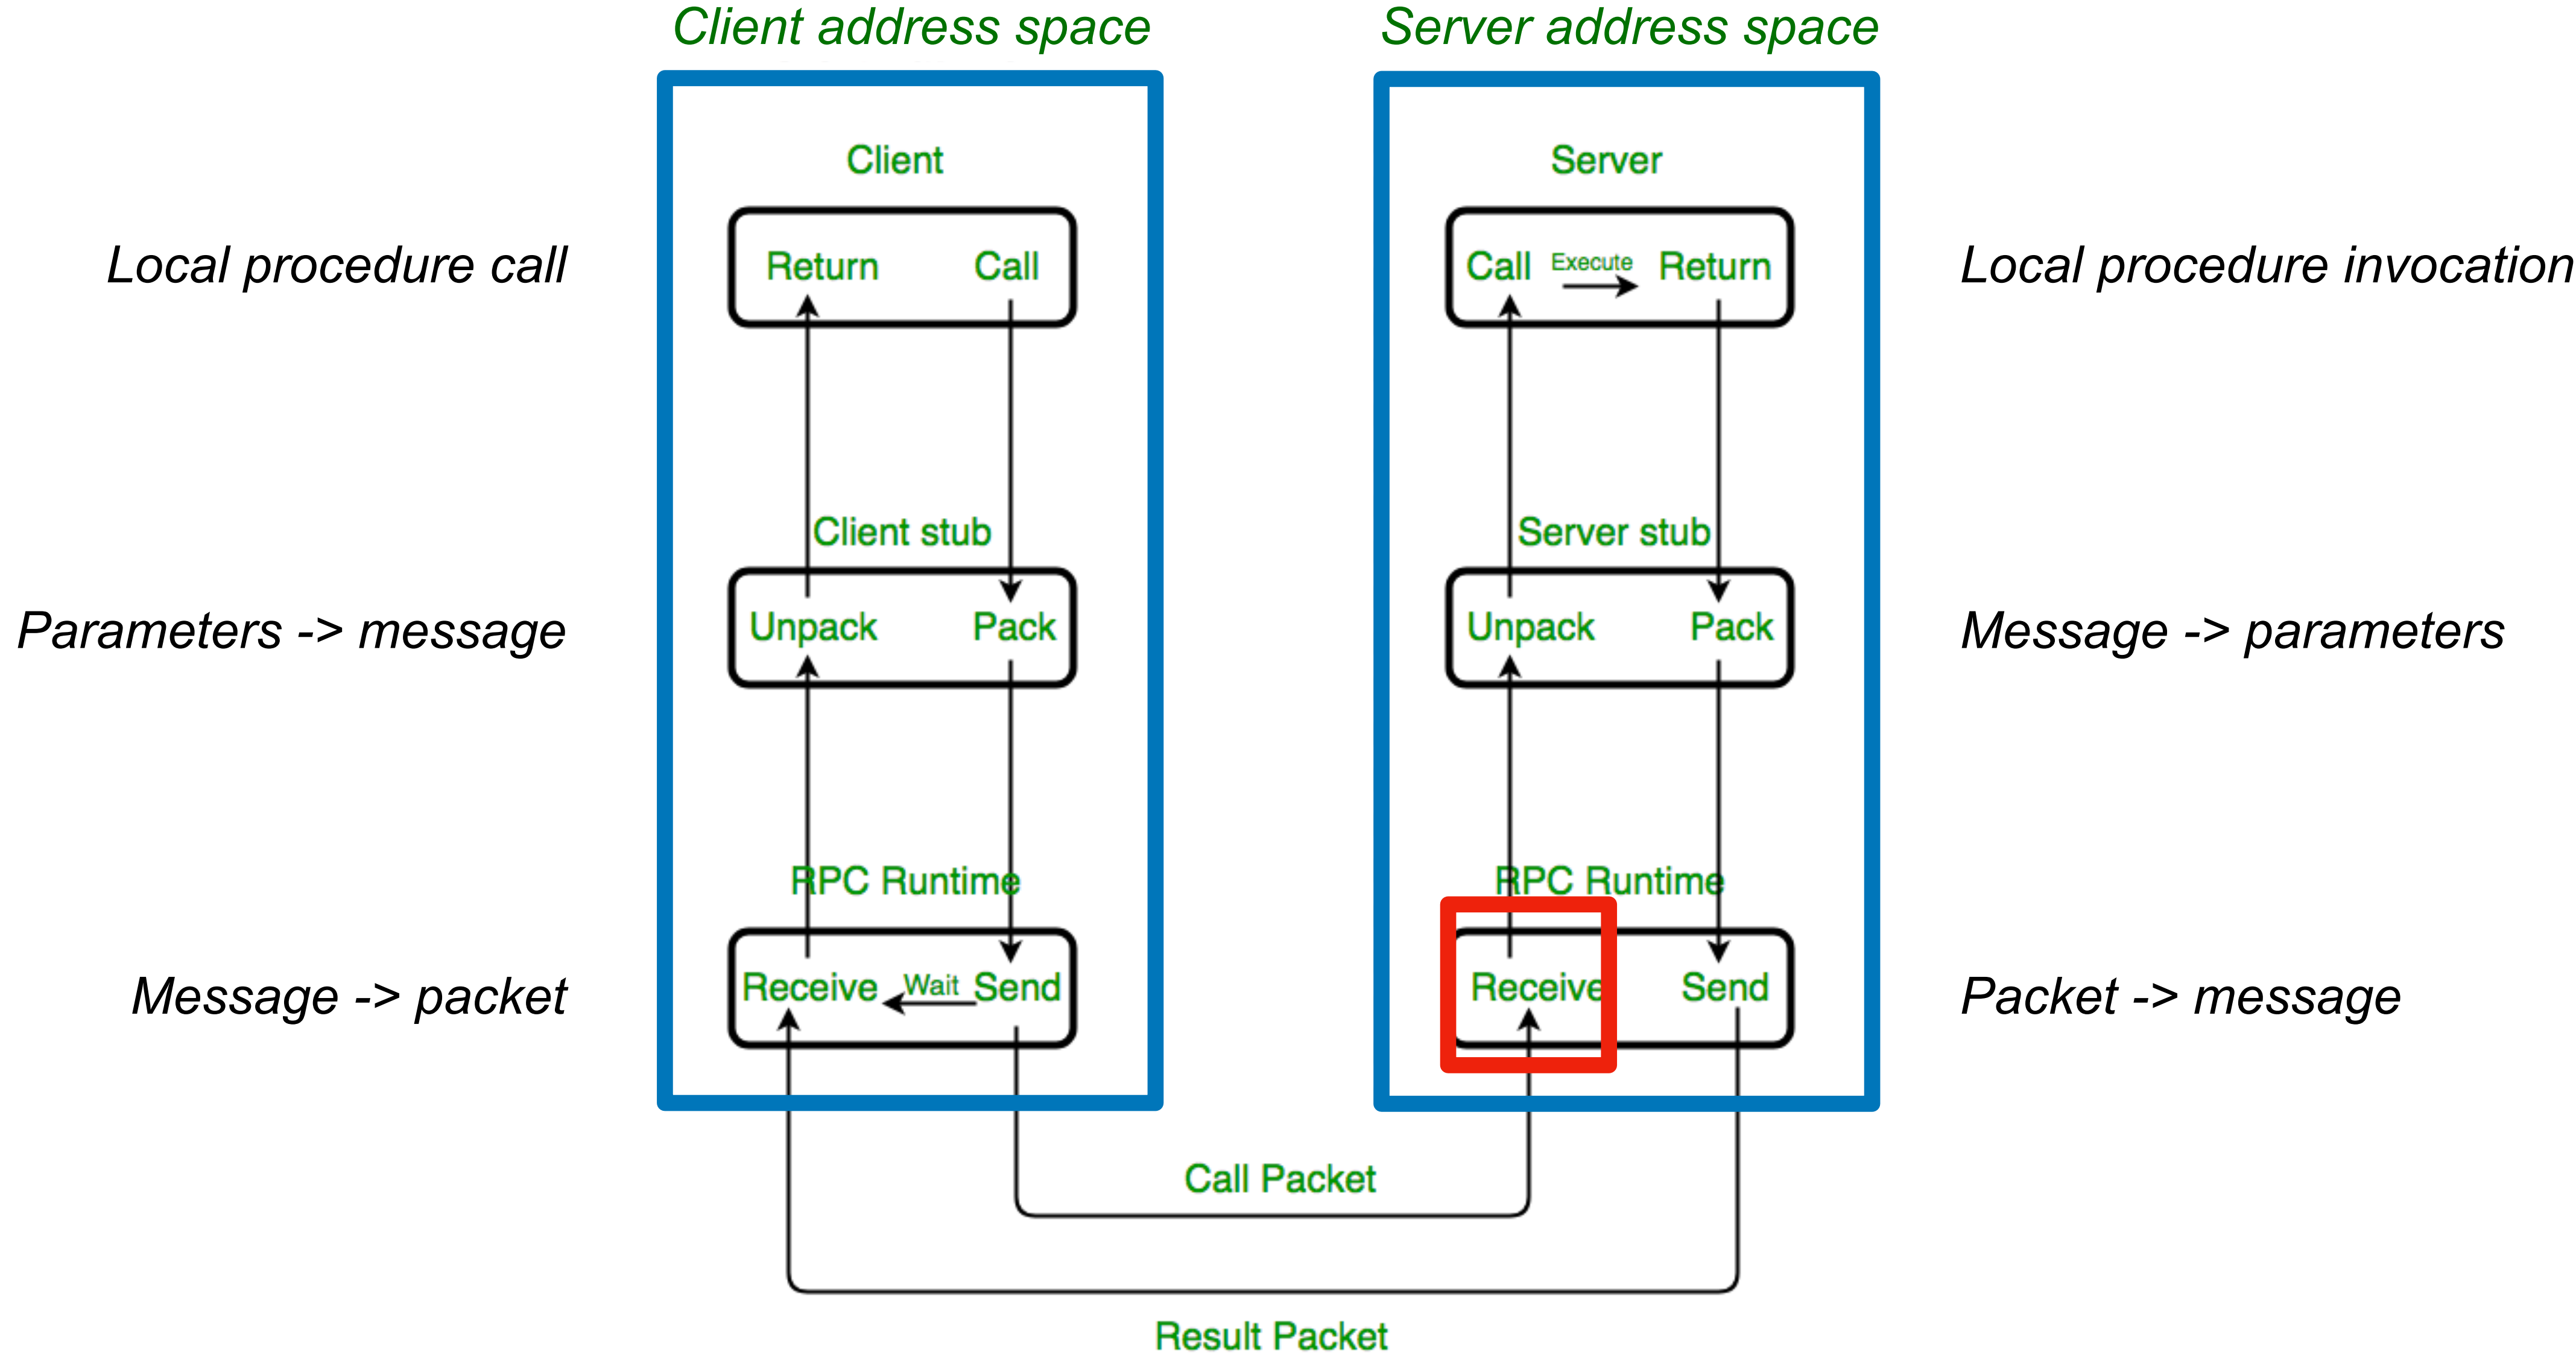 Client address space
Server address space
Client
Server
Local procedure call
Return Call
Call Execute Return
Local procedure invocation
Client stub
Server stub
Parameters -> message
Unpack Pack
Unpack Pack
Message -> parameters
RPC Runtime
RPC Runtime
Message -> packet
Receive Wait Send
Receive Send
Packet -> message
Call Packet
Result Packet